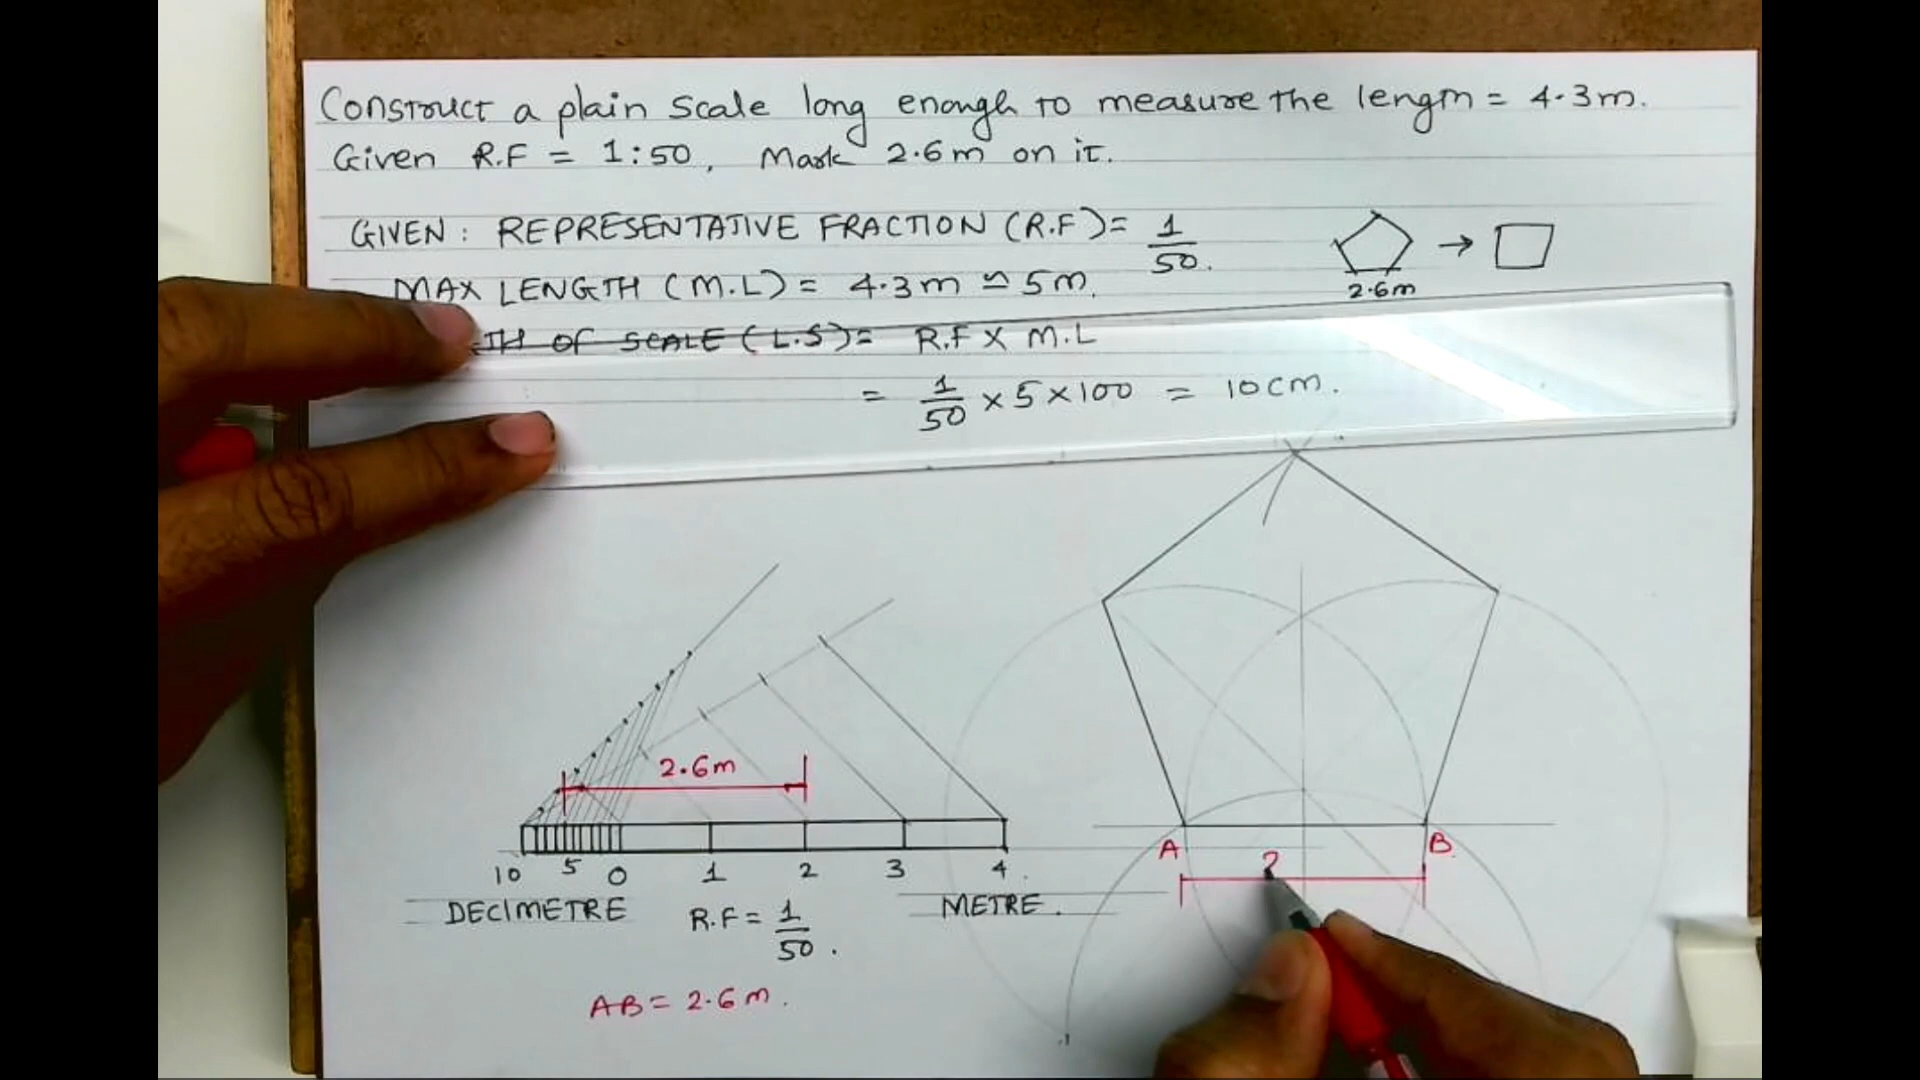 Construct a plain scale long enough to measure the length = 4.3m.
Given R.F = 1:50, Mark 2.6m on it.
GIVEN: REPRESENTATIVE FRACTION (R.F) = 1/50.
MAX LENGTH (M.L) = 4.3m ≃ 5m.
2.6m
OF SCALE (L.S) = R.F X M.L
= 1/50 × 5 × 100 = 10cm.
2.6m
A B
2
10 5 0 1 2 3 4.
DECIMETRE R.F = 1/50. METRE.
AB = 2.6m.